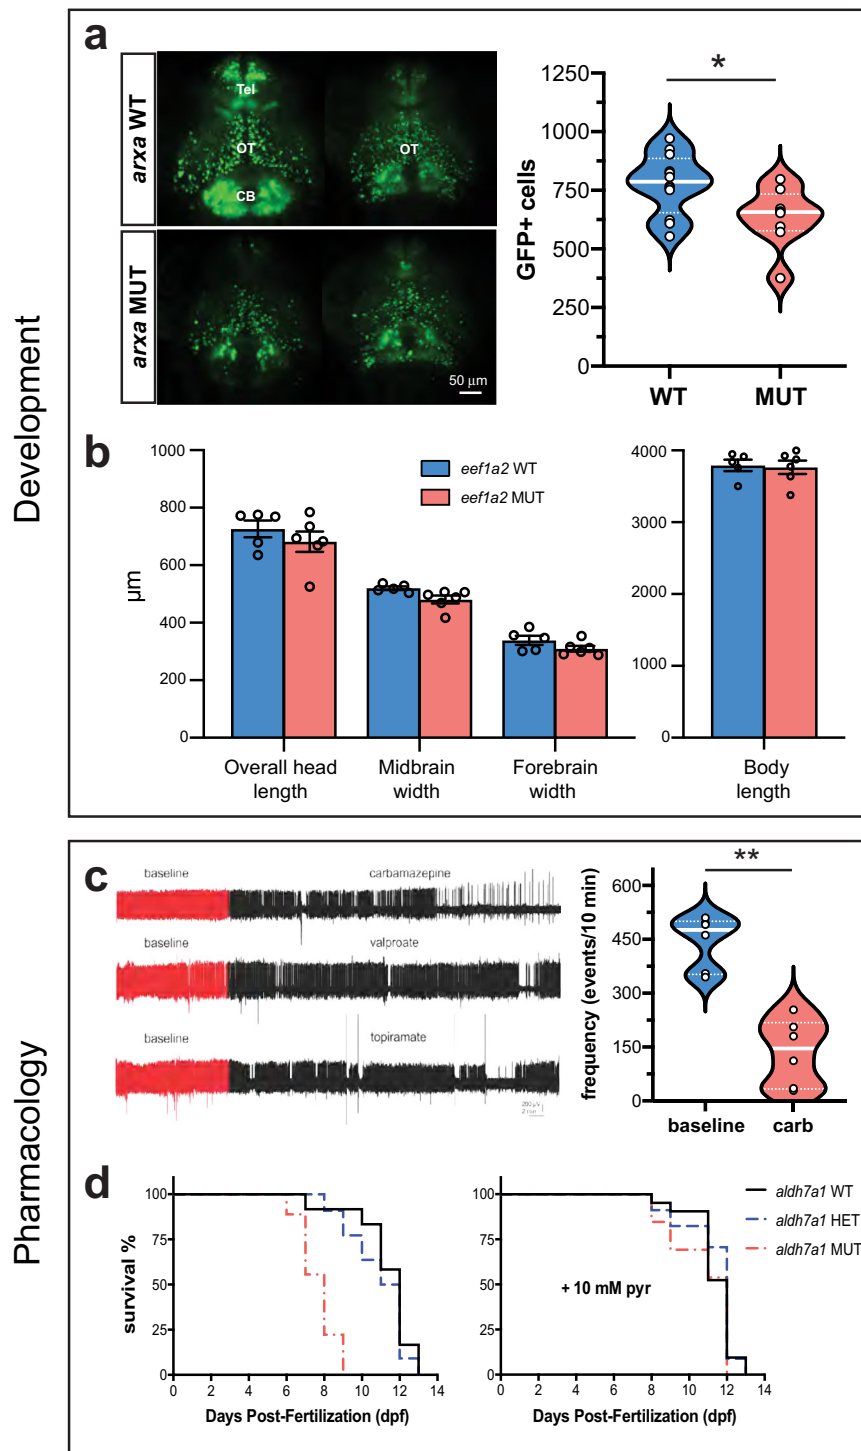 Development
a
arxa WT
Tel
OT
CB
OT
arxa MUT
50 µm
GFP+ cells
1250
1000
750
500
250
0
*
WT
MUT
b
µm
1000
800
600
400
200
0
eef1a2 WT
eef1a2 MUT
4000
3000
2000
1000
0
Overall head
length
Midbrain
width
Forebrain
width
Body
length
Pharmacology
c
baseline
carbamazepine
baseline
valproate
baseline
topiramate
2 min
frequency (events/10 min)
600
450
300
150
0
**
baseline
carb
d
survival %
100
75
50
25
0
0 2 4 6 8 10 12 14
Days Post-Fertilization (dpf)
100
75
50
25
0
+ 10 mM pyr
0 2 4 6 8 10 12 14
Days Post-Fertilization (dpf)
aldh7a1 WT
aldh7a1 HET
aldh7a1 MUT